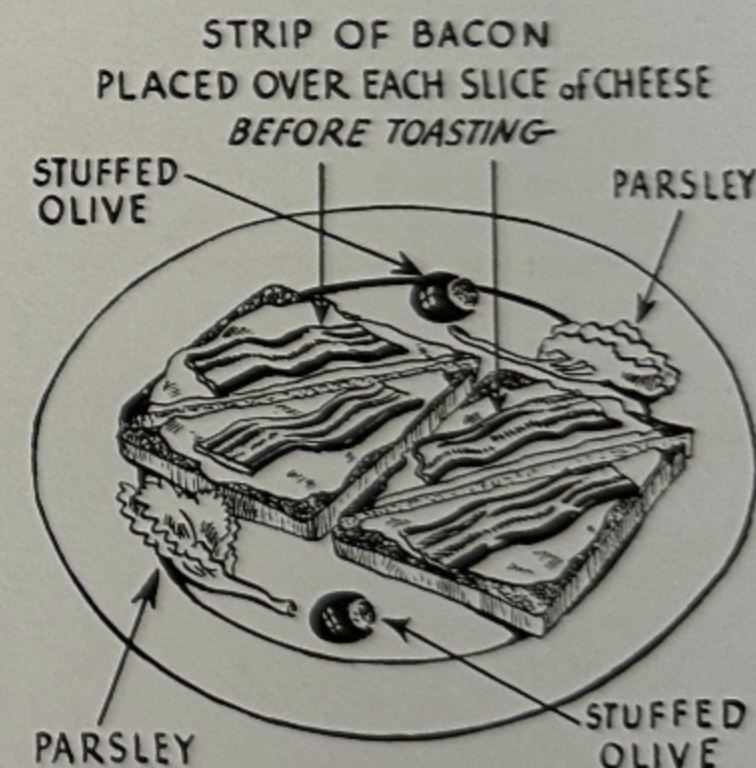 STRIP OF BACON
PLACED OVER EACH SLICE of CHEESE
BEFORE TOASTING
STUFFED
OLIVE
PARSLEY
PARSLEY
STUFFED
OLIVE